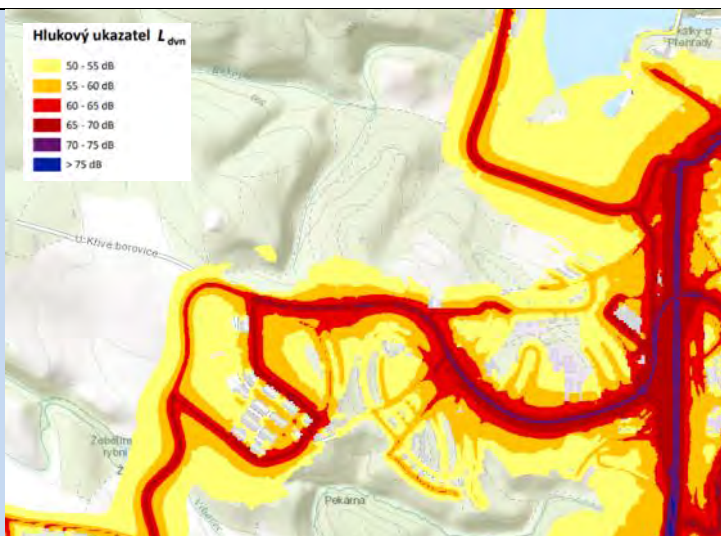 Hlukový ukazatel L dvn
50 - 55 dB
55 - 60 dB
60 - 65 dB
65 - 70 dB
70 - 75 dB
> 75 dB
U Křivé borovice
Pekárna